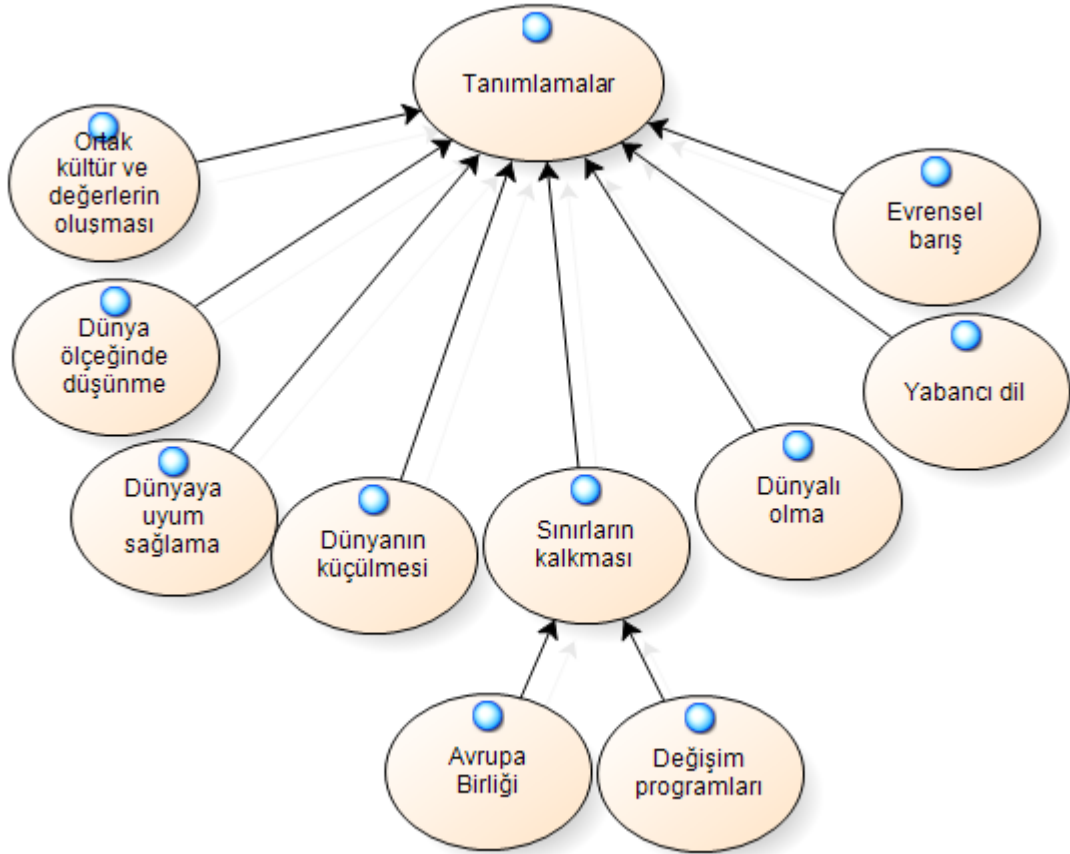 Tanımlamalar
Ortak
kültür ve
değerlerin
oluşması
Evrensel
barış
Dünya
ölçeğinde
düşünme
Yabancı dil
Dünyaya
uyum
sağlama
Dünyanın
küçülmesi
Sınırların
kalkması
Dünyalı
olma
Avrupa
Birliği
Değişim
programları